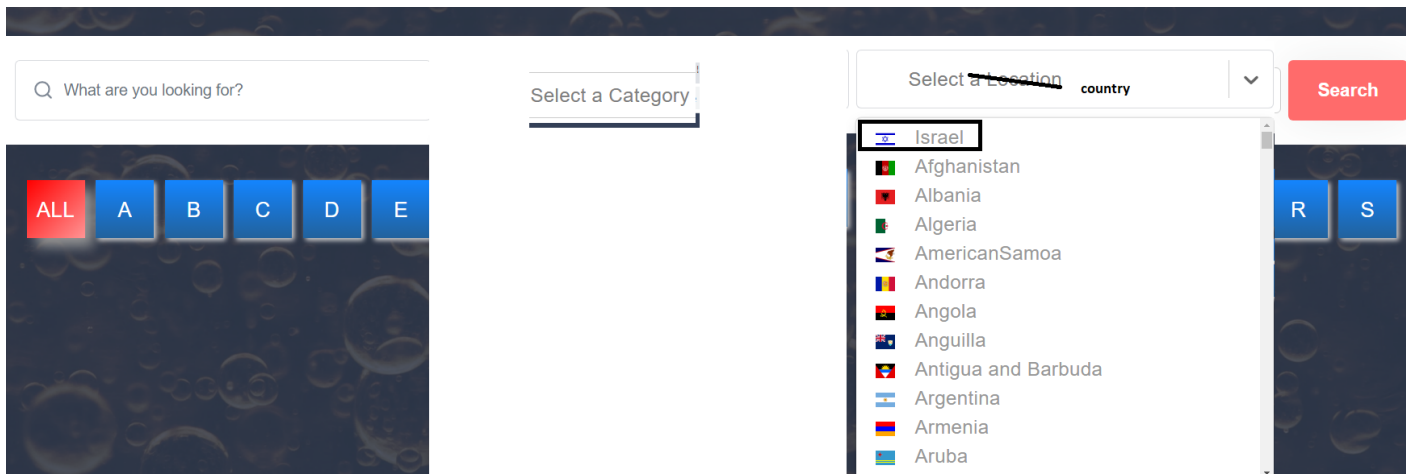 What are you looking for?
Select a Category
Select a Location country
Search
Israel
Afghanistan
Albania
Algeria
AmericanSamoa
Andorra
Angola
Anguilla
Antigua and Barbuda
Argentina
Armenia
Aruba
ALL A B C D E R S